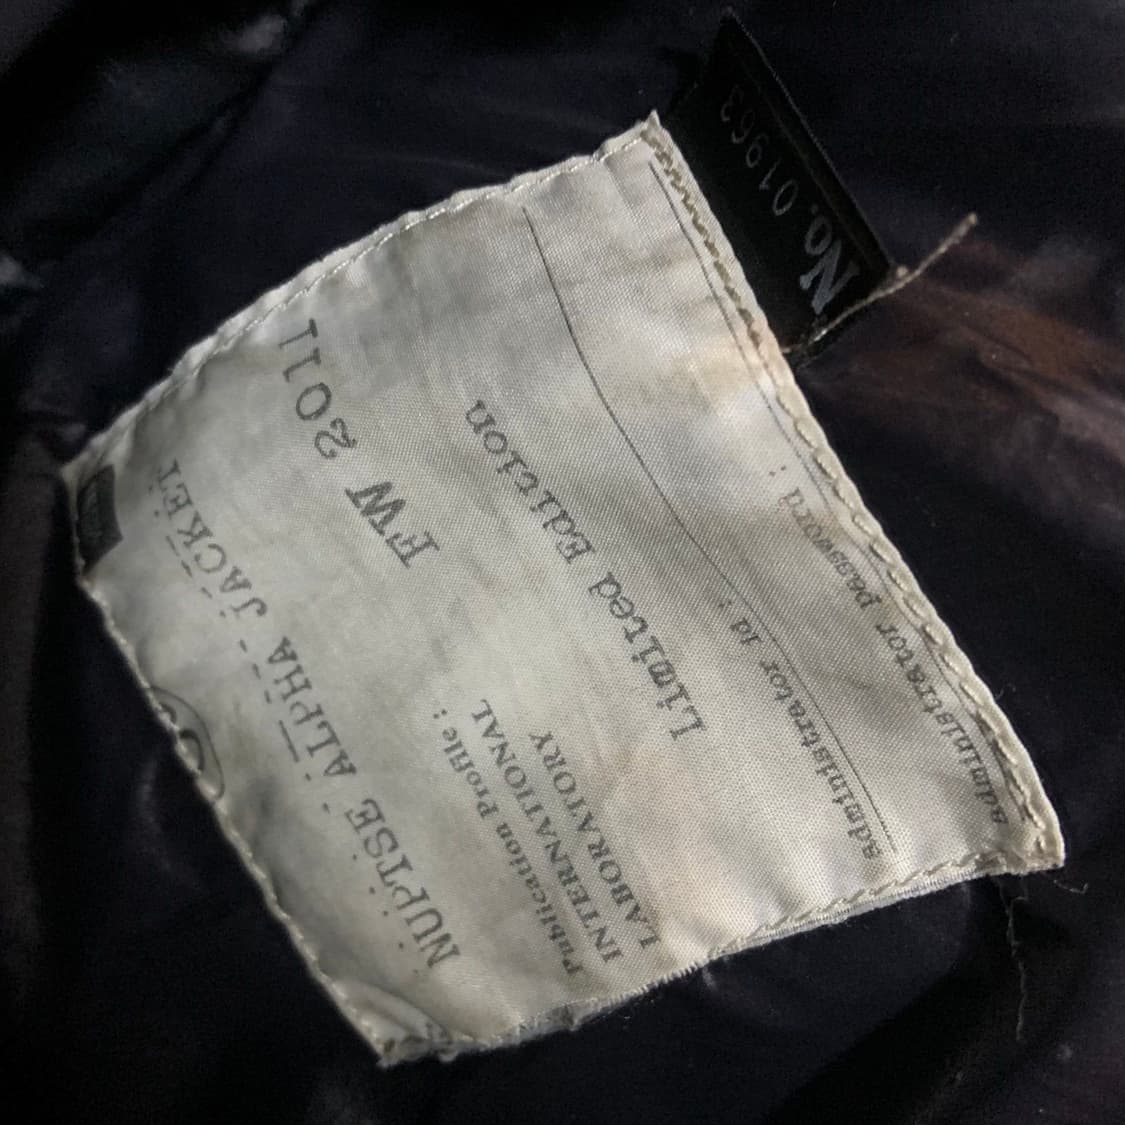 NUPTSE ALPHA JACKET
FW 2011
Publication Profile:
INTERNATIONAL
LABORATORY
Limited Edition
administrator id:
administrator password:
No. 01963